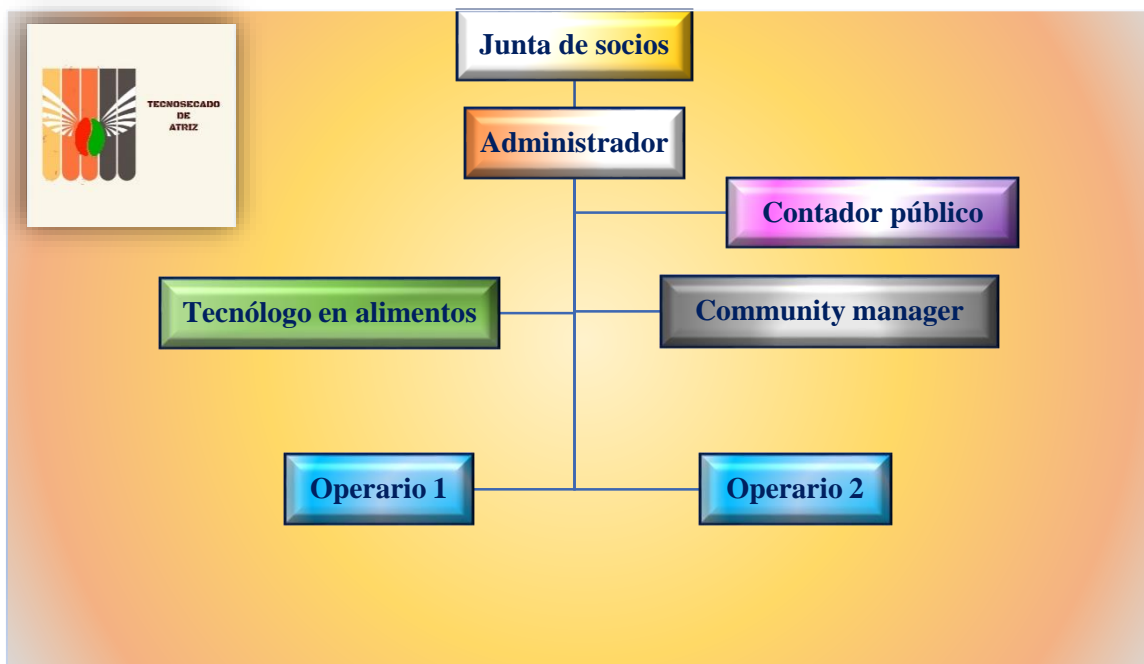 Junta de socios
TECNOSECADO
DE
ATRIZ
Administrador
Contador público
Tecnólogo en alimentos
Community manager
Operario 1
Operario 2